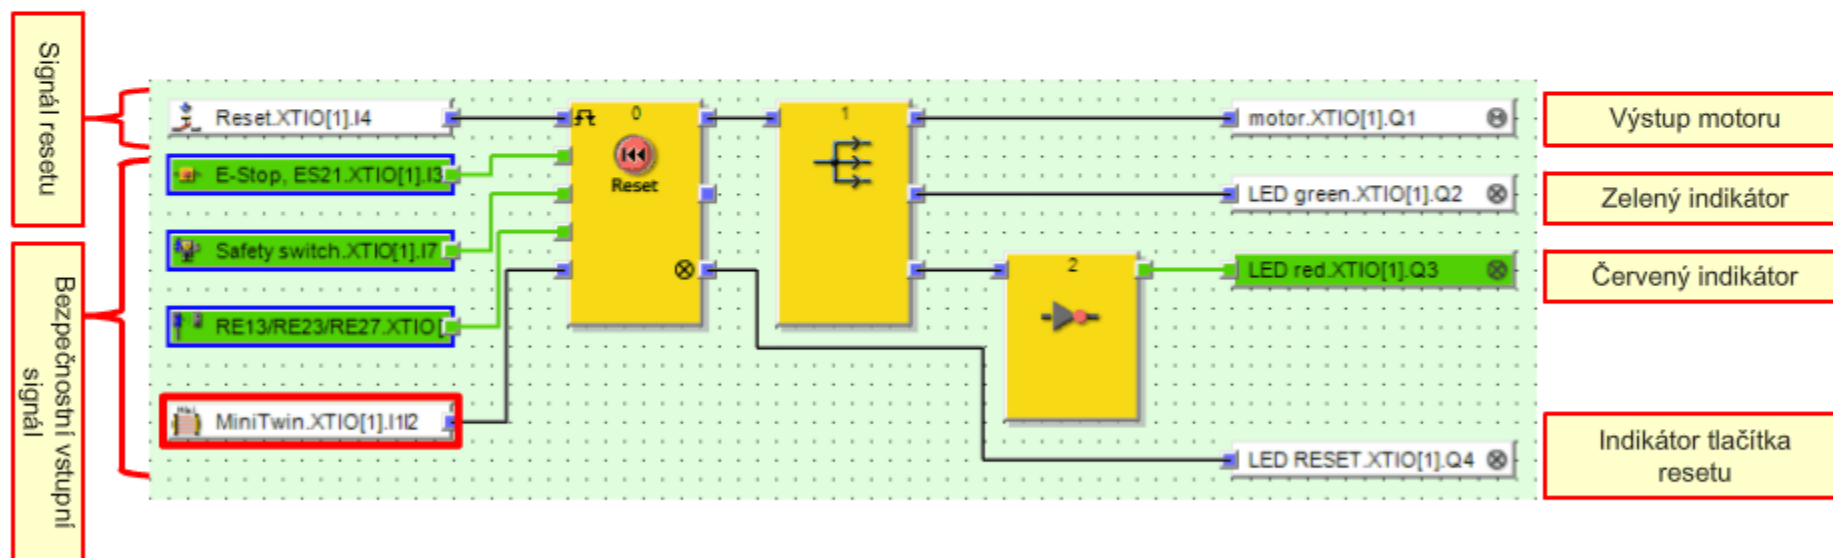 Signál resetu
Bezpečnostní vstupní
signál
Reset.XTIO[1].I4
E-Stop, ES21.XTIO[1].I3
Safety switch.XTIO[1].I7
RE13/RE23/RE27.XTIO[
MiniTwin.XTIO[1].I1I2
0
Reset
1
2
motor.XTIO[1].Q1
LED green.XTIO[1].Q2
LED red.XTIO[1].Q3
LED RESET.XTIO[1].Q4
Výstup motoru
Zelený indikátor
Červený indikátor
Indikátor tlačítka
resetu